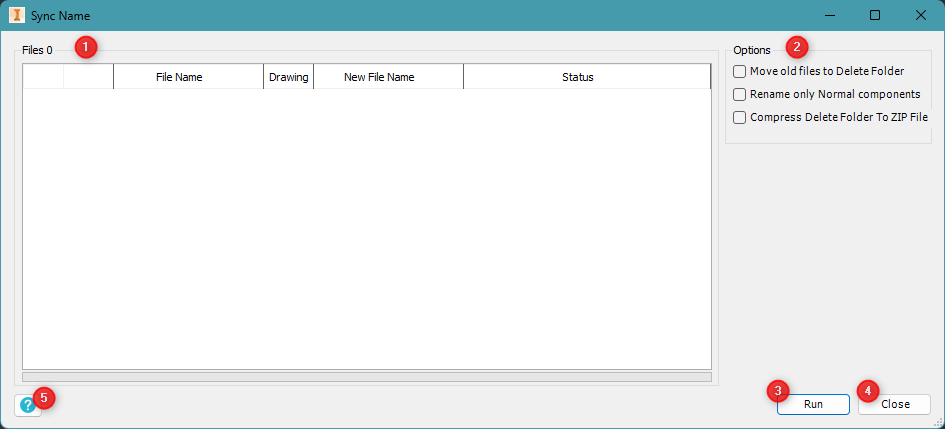 Sync Name
Files 0 1
2 Options
File Name Drawing New File Name Status
Move old files to Delete Folder
Rename only Normal components
Compress Delete Folder To ZIP File
5 ?
3 Run
4 Close